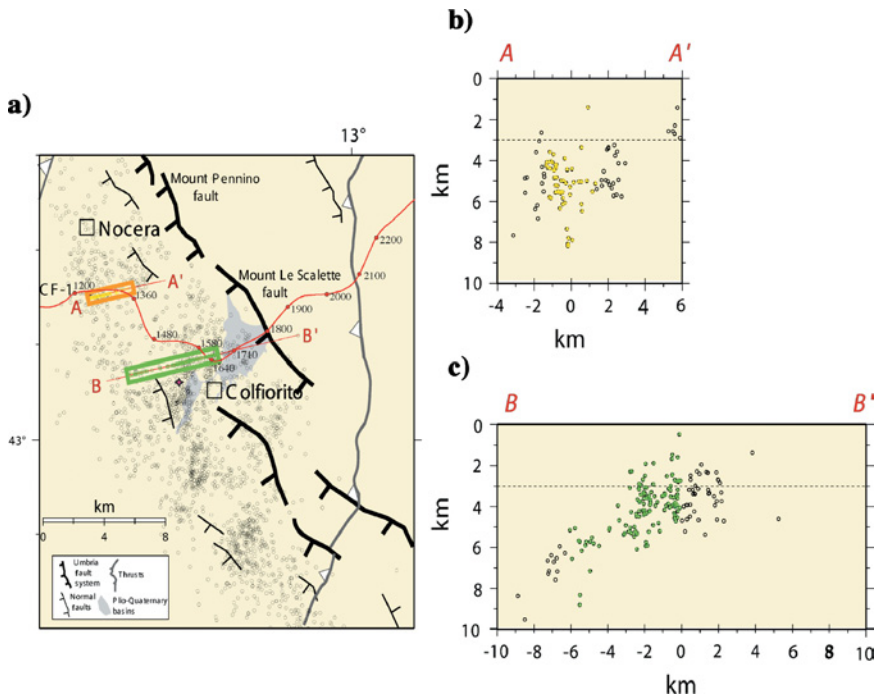 a)
13°
Mount Pennino
fault
Nocera
2200
2100
Mount Le Scalette
fault
CF-1
1200
A'
A
1360
2000
1900
1800
1480
1580
B'
1710
1640
B
Colfiorito
43°
km
0 4 8
Umbria
fault
system
Thrusts
Normal
faults
Plio-Quaternary
basins
b)
A A'
0
2
4
6
8
10
km
-4 -2 0 2 4 6
km
c)
B B'
0
2
4
6
8
10
km
-10 -8 -6 -4 -2 0 2 4 6 8 10
km